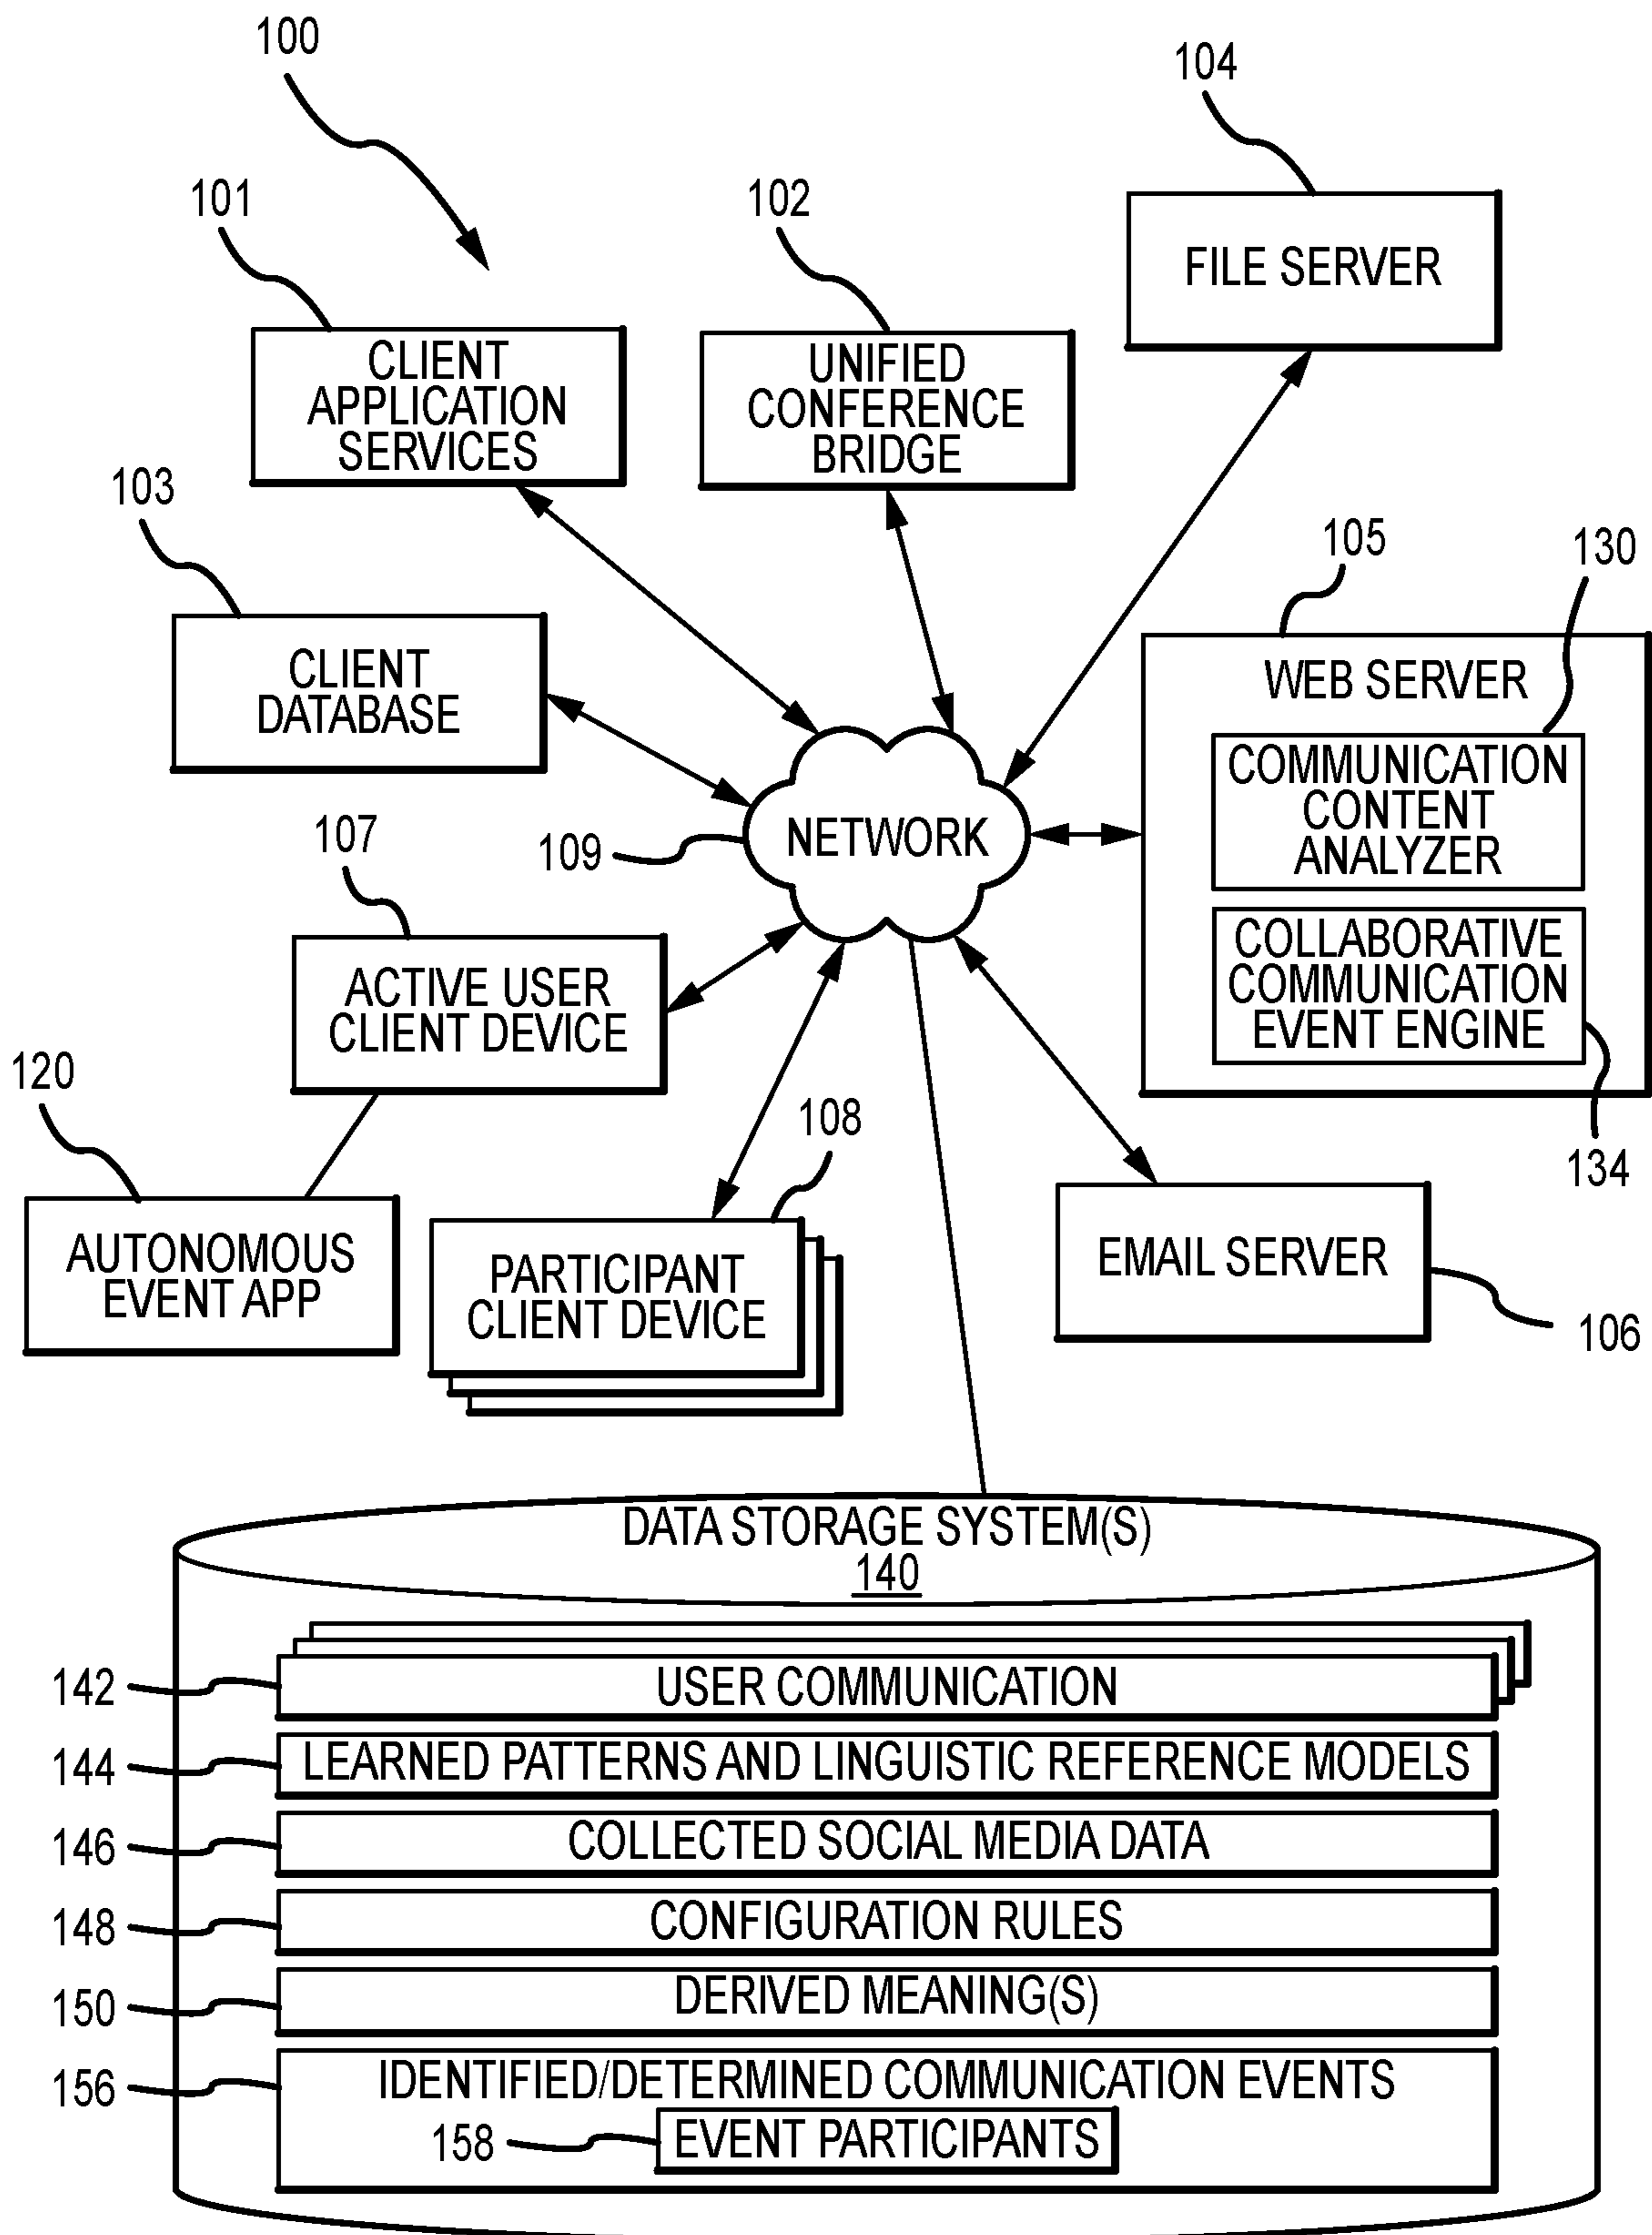 100
104
101
102
FILE SERVER
CLIENT
APPLICATION
SERVICES
UNIFIED
CONFERENCE
BRIDGE
103
105
130
CLIENT
DATABASE
WEB SERVER
COMMUNICATION
CONTENT
ANALYZER
NETWORK
109
107
COLLABORATIVE
COMMUNICATION
EVENT ENGINE
ACTIVE USER
CLIENT DEVICE
120
108
134
AUTONOMOUS
EVENT APP
PARTICIPANT
CLIENT DEVICE
EMAIL SERVER
106
DATA STORAGE SYSTEM(S)
140
142 USER COMMUNICATION
144 LEARNED PATTERNS AND LINGUISTIC REFERENCE MODELS
146 COLLECTED SOCIAL MEDIA DATA
148 CONFIGURATION RULES
150 DERIVED MEANING(S)
156 IDENTIFIED/DETERMINED COMMUNICATION EVENTS
158 EVENT PARTICIPANTS